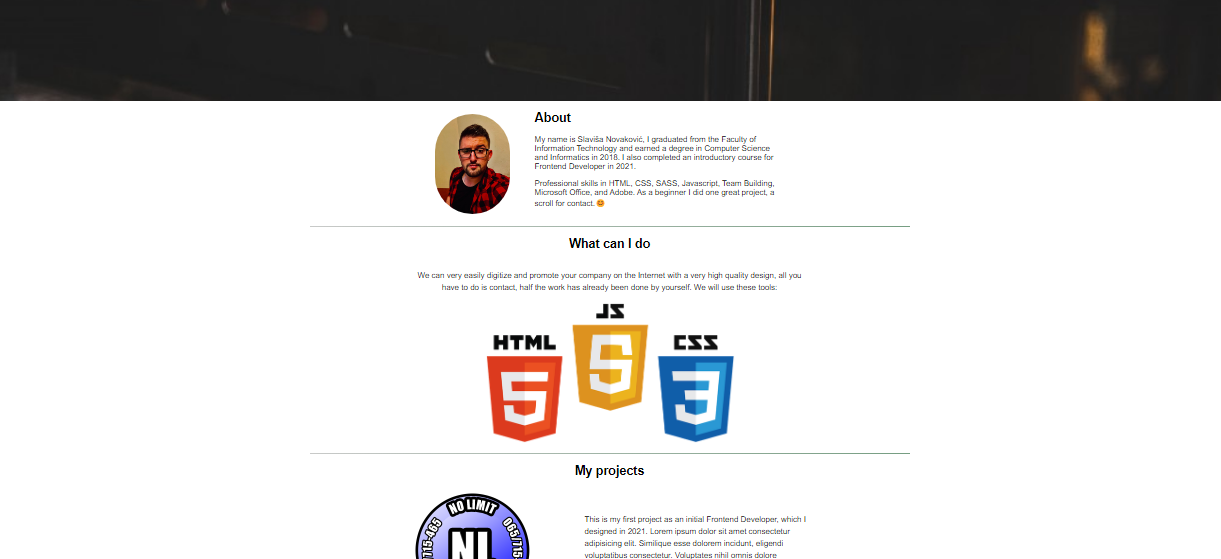 About
My name is Slaviša Novaković, I graduated from the Faculty of
Information Technology and earned a degree in Computer Science
and Informatics in 2018. I also completed an introductory course for
Frontend Developer in 2021.
Professional skills in HTML, CSS, SASS, Javascript, Team Building,
Microsoft Office, and Adobe. As a beginner I did one great project, a
scroll for contact.😊
What can I do
We can very easily digitize and promote your company on the Internet with a very high quality design, all you
have to do is contact, half the work has already been done by yourself. We will use these tools:
JS
HTML
CSS
5
5
3
My projects
NO LIMIT
715-465
065/715
NL
This is my first project as an initial Frontend Developer, which I
designed in 2021. Lorem ipsum dolor sit amet consectetur
adipisicing elit. Similique esse dolorem incidunt, eligendi
voluptatibus consectetur. Voluptates nihil omnis dolore